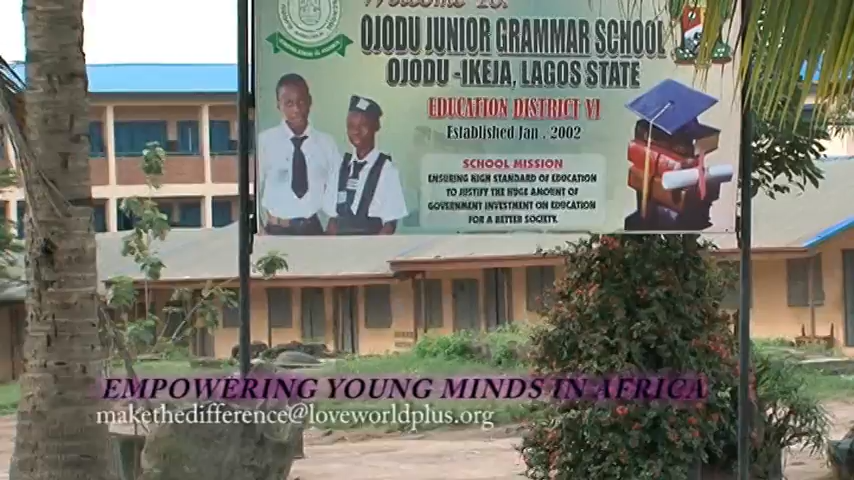 Welcome To:
OJODU JUNIOR GRAMMAR SCHOOL
OJODU -IKEJA, LAGOS STATE
EDUCATION DISTRICT VI
Established Jan. 2002
SCHOOL MISSION
ENSURING HIGH STANDARD OF EDUCATION
TO JUSTIFY THE HUGE AMOUNT OF
GOVERNMENT INVESTMENT ON EDUCATION
FOR A BETTER SOCIETY.
EMPOWERING YOUNG MINDS IN AFRICA
makethedifference@loveworldplus.org